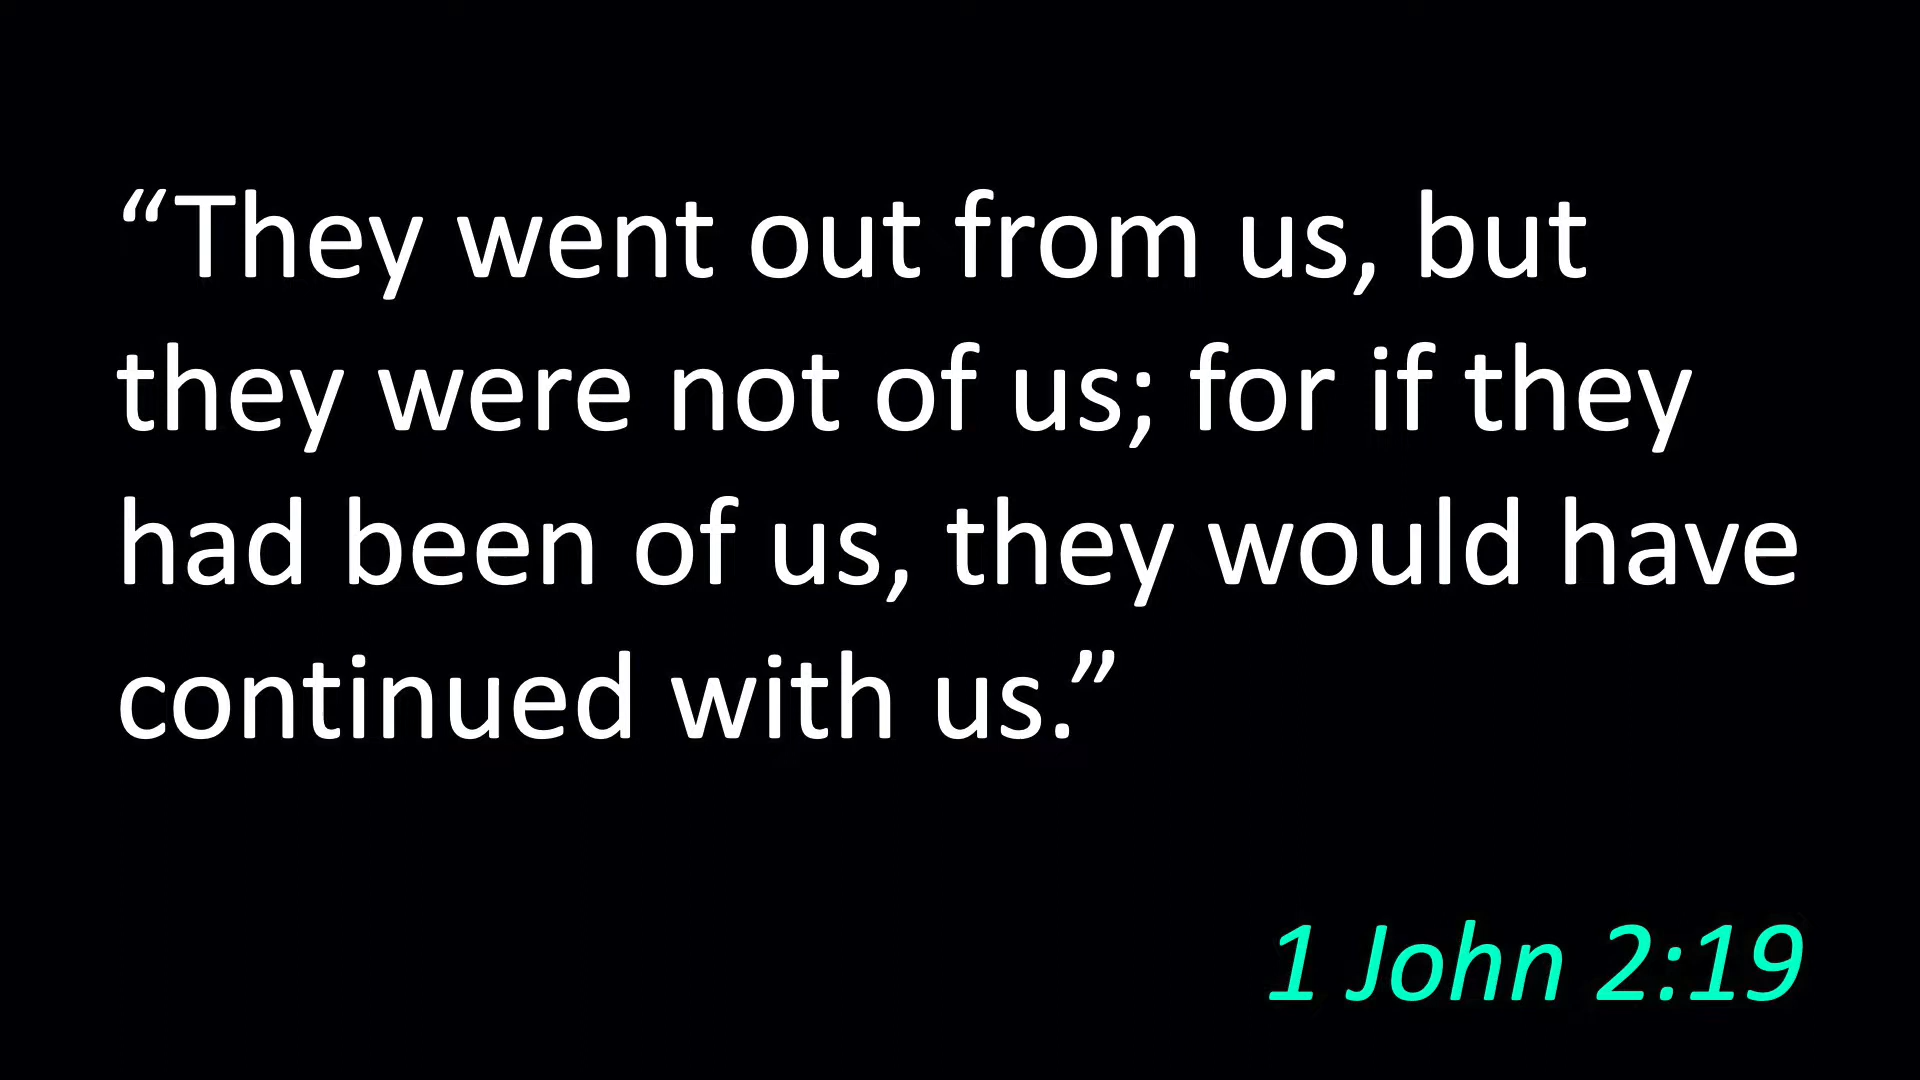 “They went out from us, but
they were not of us; for if they
had been of us, they would have
continued with us.”
1 John 2:19